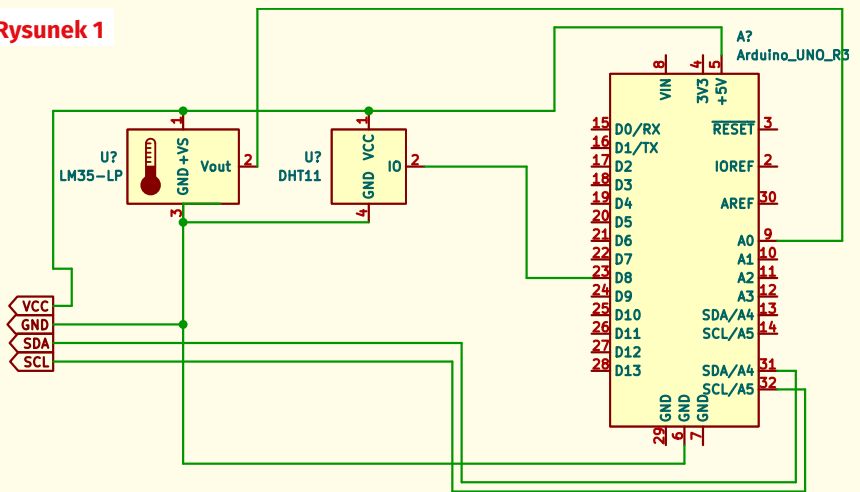 Rysunek 1
A?
Arduino_UNO_R3
8
4
5
VIN
3V3
+5V
1
1
U?
LM35-LP
GND
+VS
Vout
2
3
U?
DHT11
VCC
GND
IO
2
4
15 D0/RX
16 D1/TX
17 D2
18 D3
19 D4
20 D5
21 D6
22 D7
23 D8
24 D9
25 D10
26 D11
27 D12
28 D13
RESET 3
IOREF 2
AREF 30
A0 9
A1 10
A2 11
A3 12
SDA/A4 13
SCL/A5 14
SDA/A4 31
SCL/A5 32
GND
GND
GND
29
6
7
VCC
GND
SDA
SCL